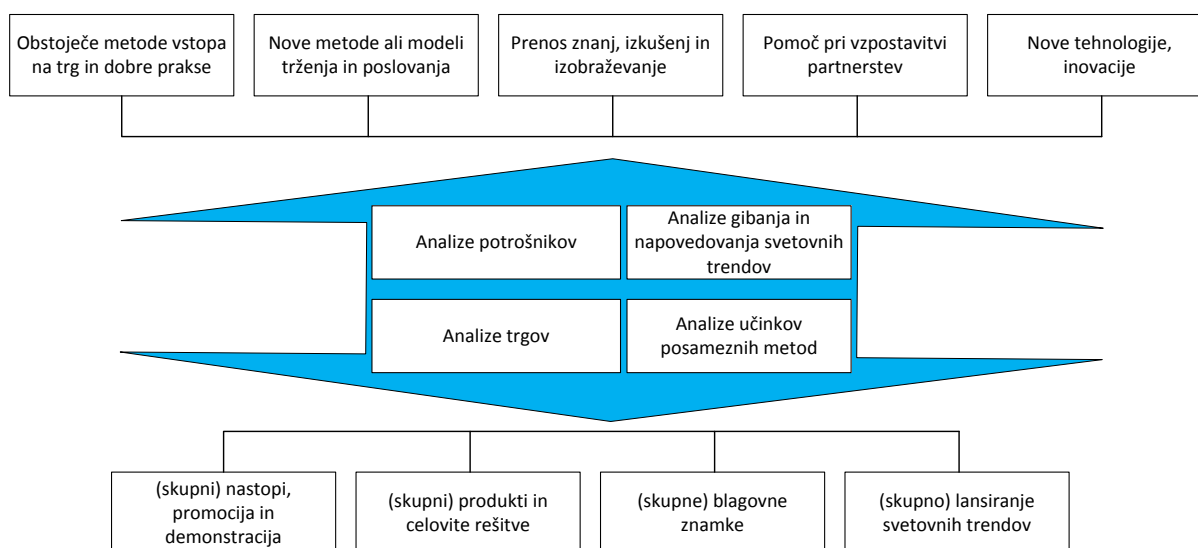 Obstoječe metode vstopa
na trg in dobre prakse
Nove metode ali modeli
trženja in poslovanja
Prenos znanj, izkušenj in
izobraževanje
Pomoč pri vzpostavitvi
partnerstev
Nove tehnologije,
inovacije
Analize potrošnikov
Analize gibanja in
napovedovanja svetovnih
trendov
Analize trgov
Analize učinkov
posameznih metod
(skupni) nastopi,
promocija in
demonstracija
(skupni) produkti in
celovite rešitve
(skupne) blagovne
znamke
(skupno) lansiranje
svetovnih trendov